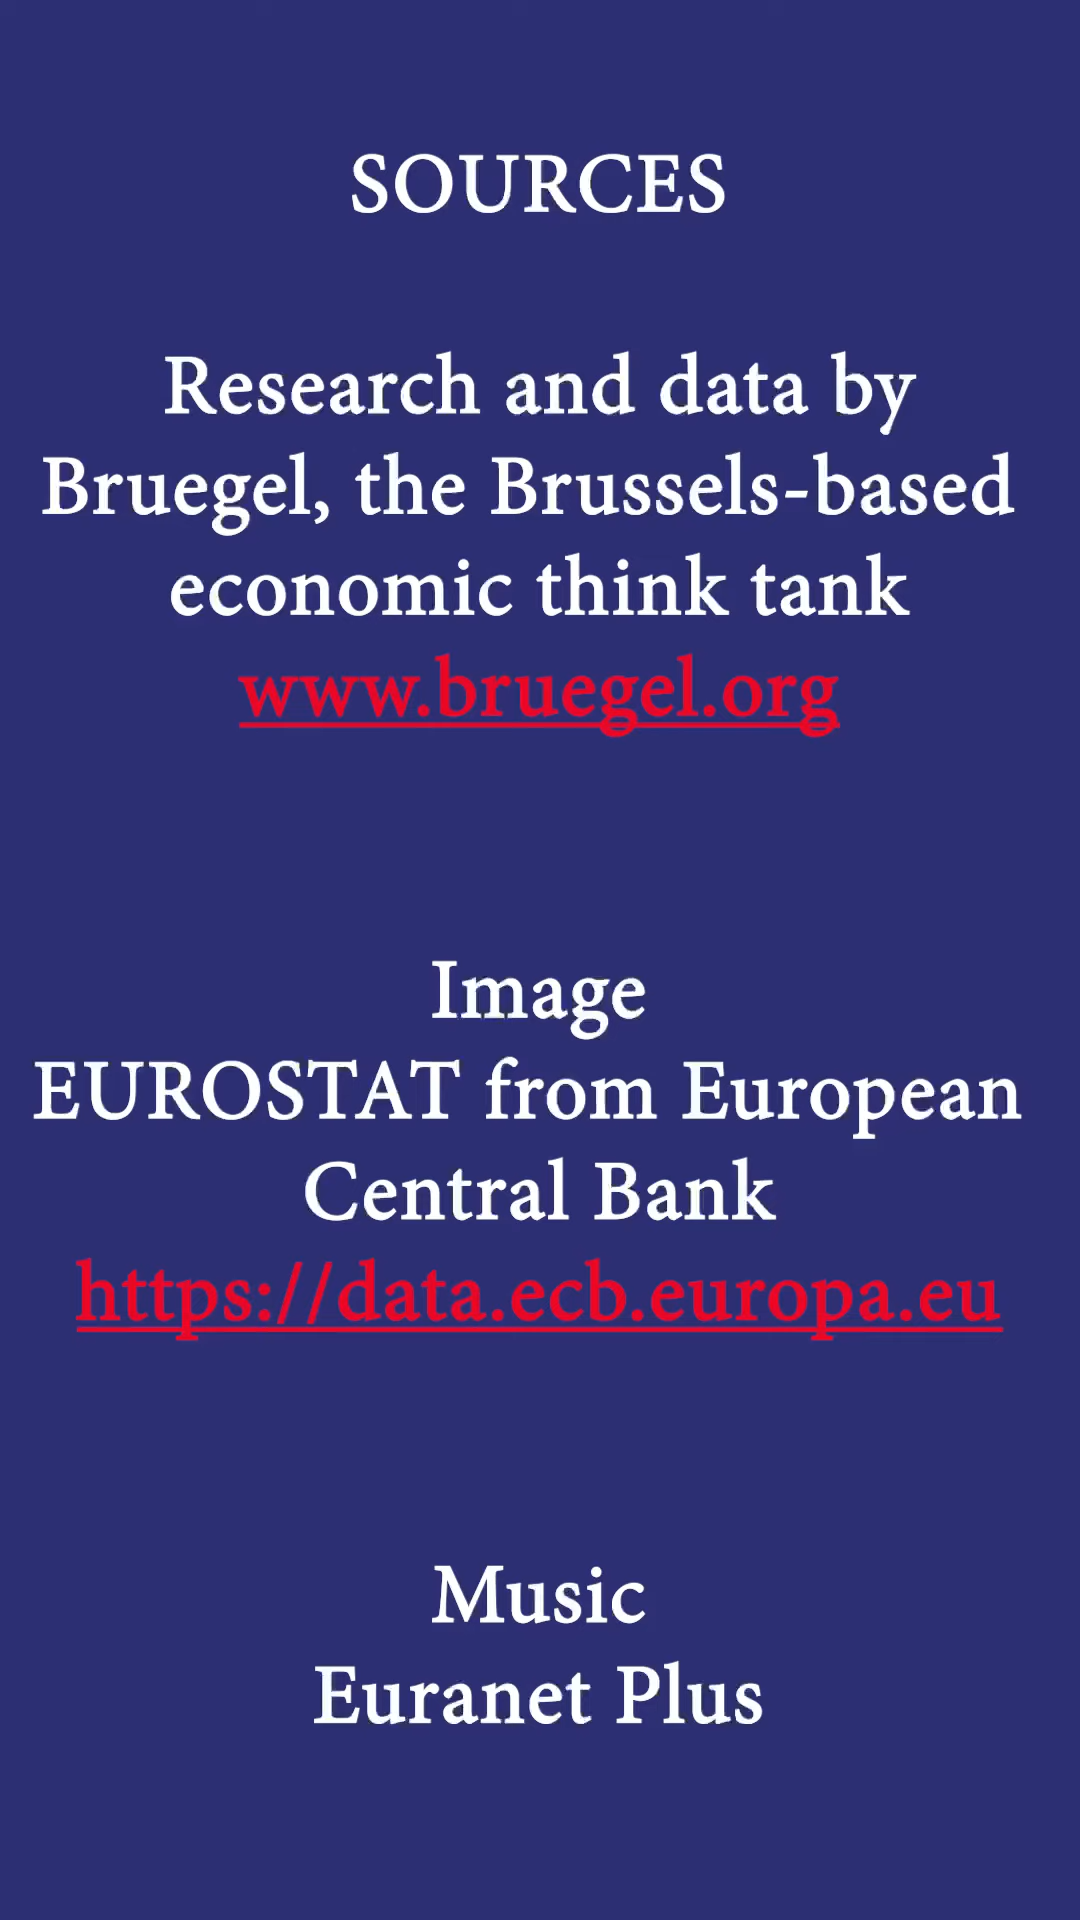 SOURCES
Research and data by
Bruegel, the Brussels-based
economic think tank
www.bruegel.org
Image
EUROSTAT from European
Central Bank
https://data.ecb.europa.eu
Music
Euranet Plus